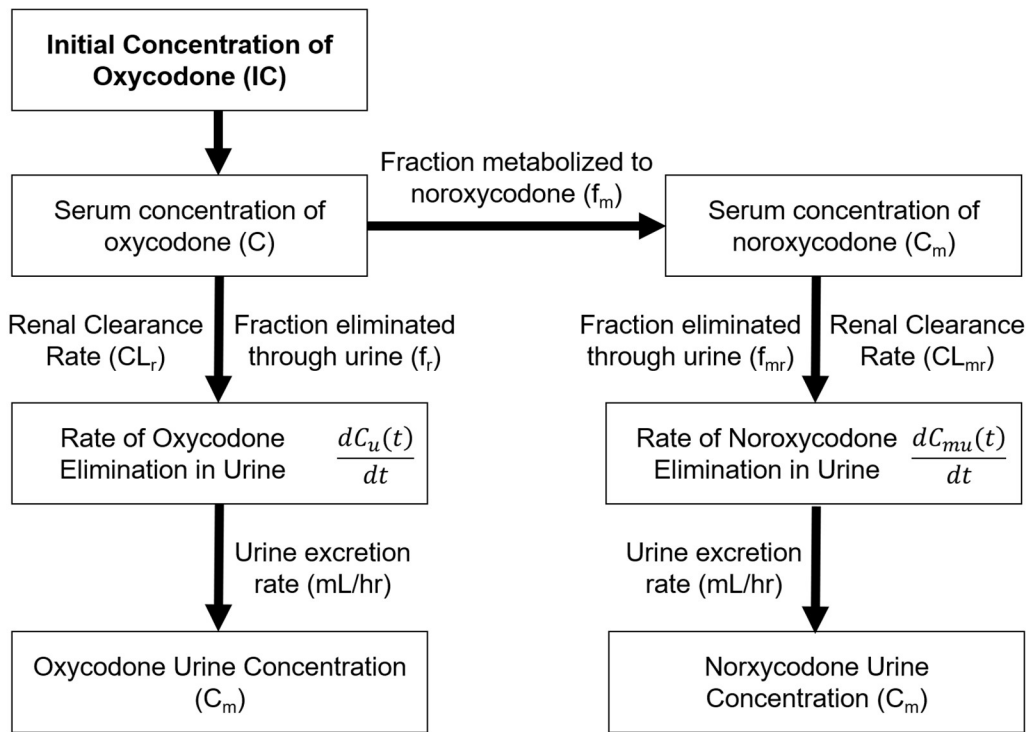 Initial Concentration of
Oxycodone (IC)
Fraction metabolized to
noroxycodone (fₘ)
Serum concentration of
oxycodone (C)
Serum concentration of
noroxycodone (Cₘ)
Renal Clearance
Rate (CLᵣ)
Fraction eliminated
through urine (fᵣ)
Fraction eliminated
through urine (fₘᵣ)
Renal Clearance
Rate (CLₘᵣ)
Rate of Oxycodone
Elimination in Urine
dCᵤ(t)
dt
Rate of Noroxycodone
Elimination in Urine
dCₘᵤ(t)
dt
Urine excretion
rate (mL/hr)
Urine excretion
rate (mL/hr)
Oxycodone Urine Concentration
(Cₘ)
Norxycodone Urine
Concentration (Cₘ)